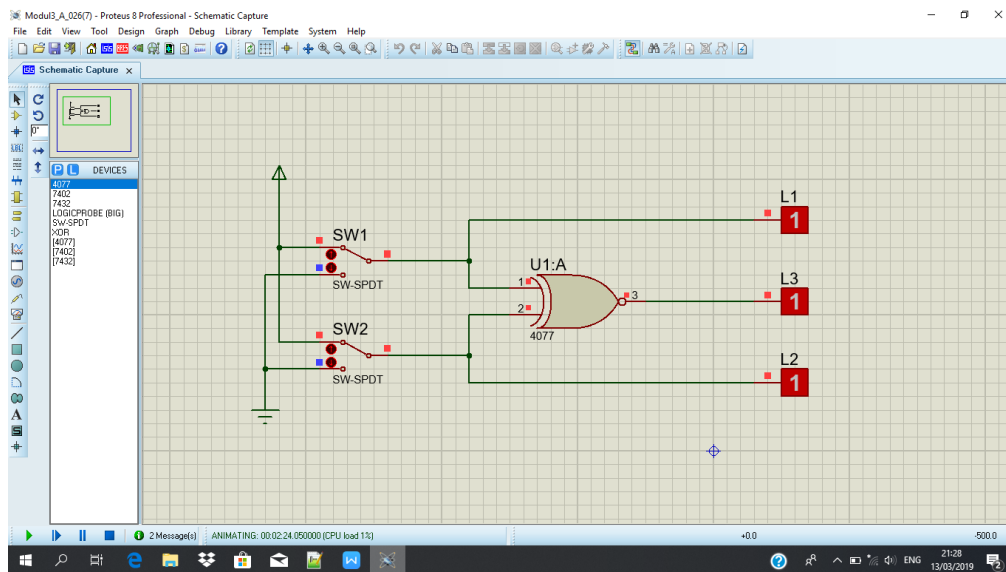 Modul3_A_026(7) - Proteus 8 Professional - Schematic Capture
File Edit View Tool Design Graph Debug Library Template System Help
Schematic Capture
0°
P L DEVICES
4077
7402
7432
LOGICPROBE (BIG)
SW-SPDT
XOR
[4077]
[7402]
[7432]
L1
1
SW1
SW-SPDT
U1:A
1
2
3
4077
L3
1
SW2
SW-SPDT
L2
1
2 Message(s) ANIMATING: 00:02:24.050000 (CPU load 1%) +0.0 -500.0
ENG
21:28
13/03/2019
2